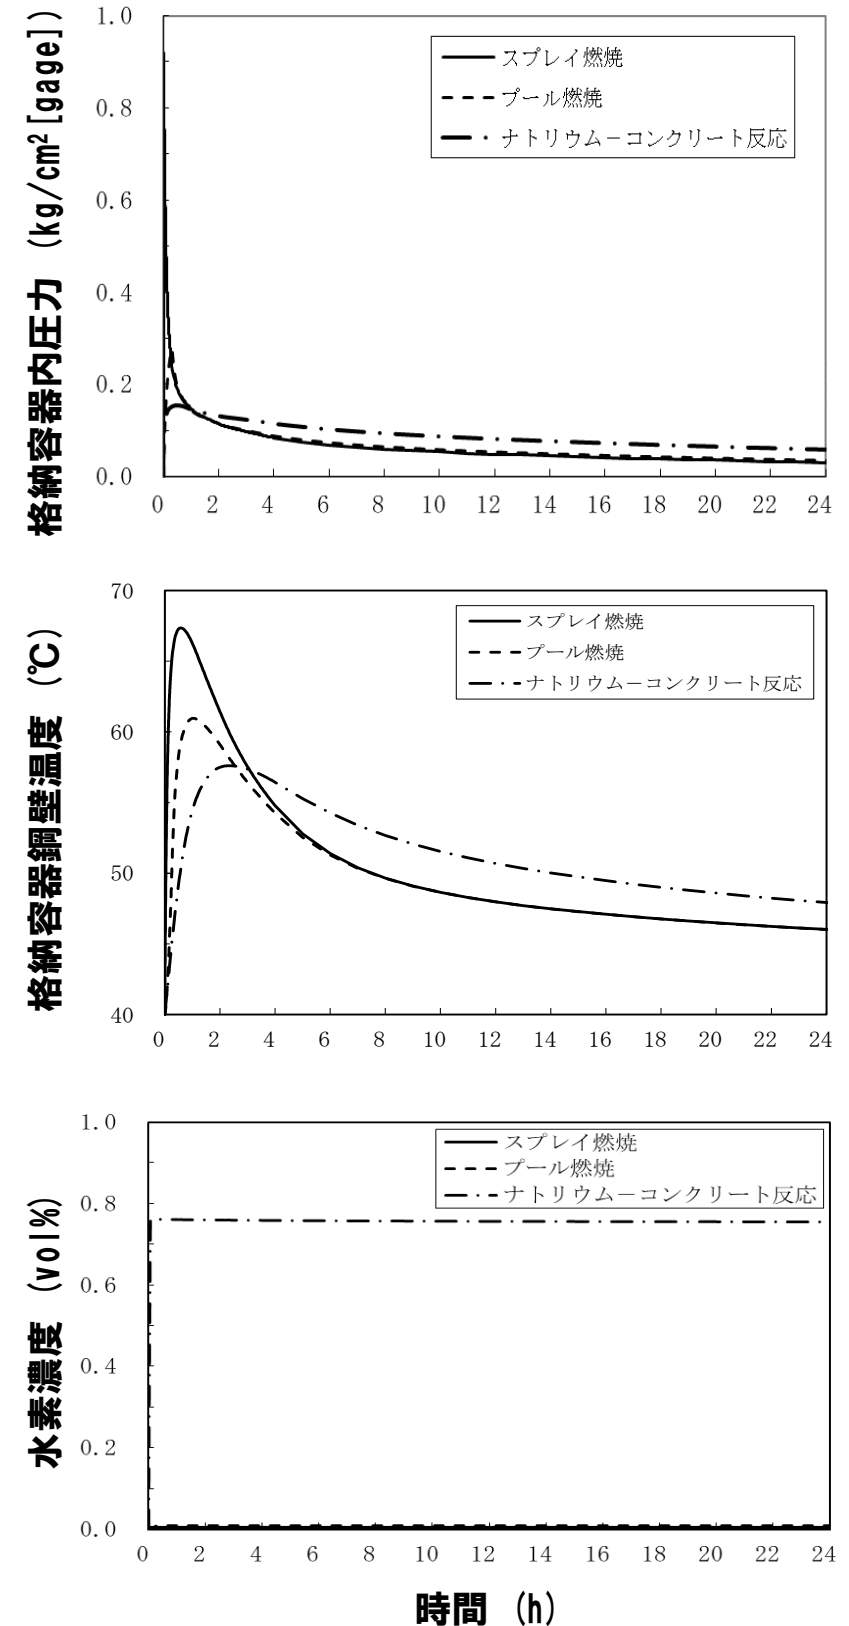 格納容器内圧力 (kg/cm²[gage])
1.0
0.8
0.6
0.4
0.2
0.0
スプレイ燃焼
プール燃焼
ナトリウム−コンクリート反応
0 2 4 6 8 10 12 14 16 18 20 22 24
格納容器鋼壁温度 (℃)
70
60
50
40
スプレイ燃焼
プール燃焼
ナトリウム−コンクリート反応
0 2 4 6 8 10 12 14 16 18 20 22 24
水素濃度 (vol%)
1.0
0.8
0.6
0.4
0.2
0.0
スプレイ燃焼
プール燃焼
ナトリウム−コンクリート反応
0 2 4 6 8 10 12 14 16 18 20 22 24
時間 (h)